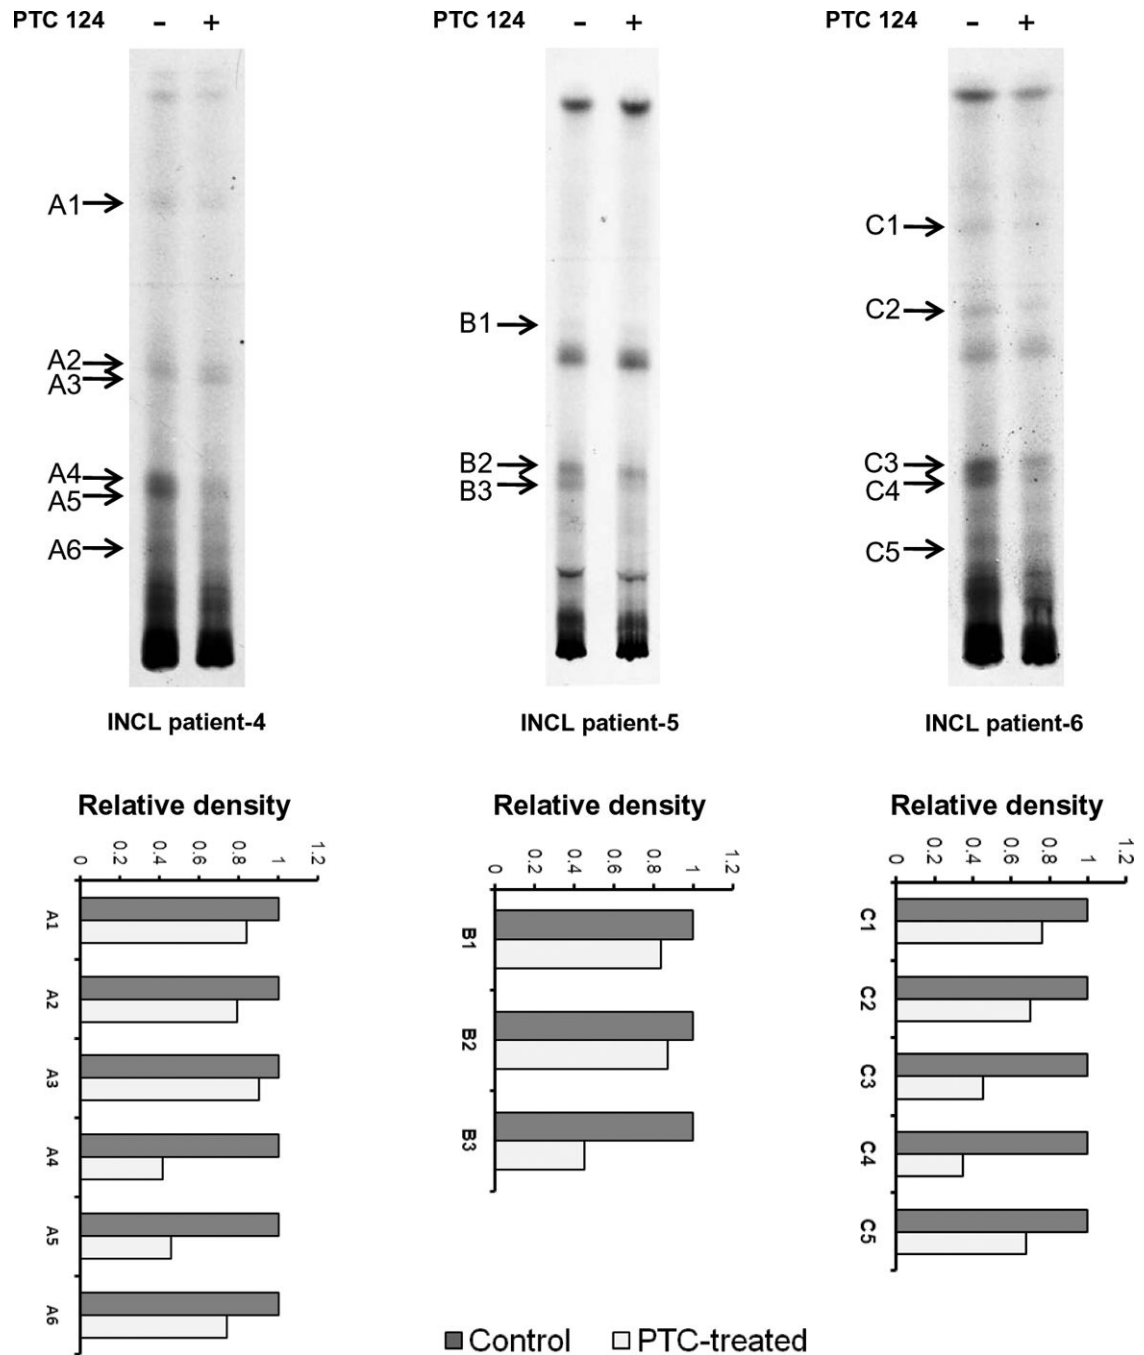 PTC 124 - +
PTC 124 - +
PTC 124 - +
A1
A2
A3
A4
A5
A6
B1
B2
B3
C1
C2
C3
C4
C5
INCL patient-4
INCL patient-5
INCL patient-6
Relative density
0 0.2 0.4 0.6 0.8 1 1.2
A1
A2
A3
A4
A5
A6
Relative density
0 0.2 0.4 0.6 0.8 1 1.2
B1
B2
B3
Relative density
0 0.2 0.4 0.6 0.8 1 1.2
C1
C2
C3
C4
C5
Control PTC-treated